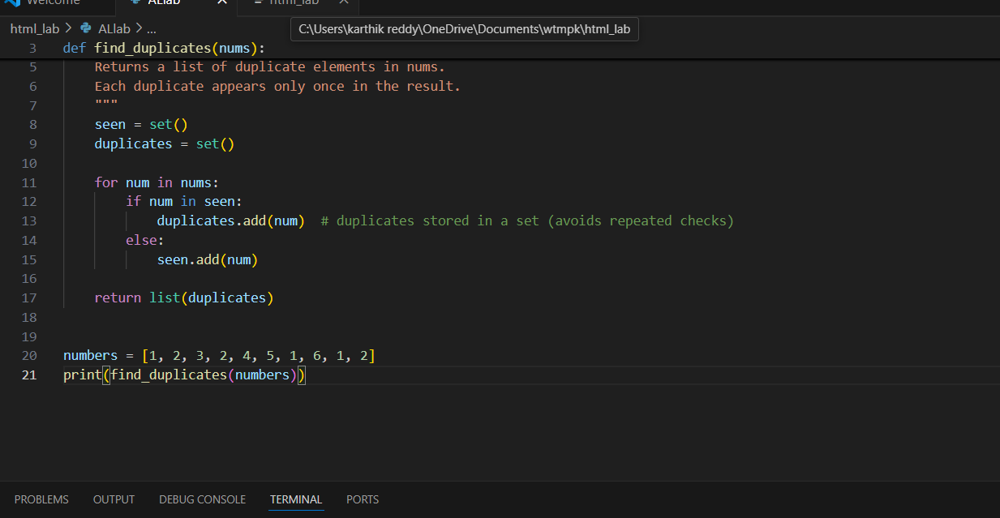 Welcome ALlab html_lab
html_lab > ALlab > ... C:\Users\karthik reddy\OneDrive\Documents\wtmpk\html_lab
3 def find_duplicates(nums):
5 Returns a list of duplicate elements in nums.
6 Each duplicate appears only once in the result.
7 """
8 seen = set()
9 duplicates = set()
10
11 for num in nums:
12 if num in seen:
13 duplicates.add(num) # duplicates stored in a set (avoids repeated checks)
14 else:
15 seen.add(num)
16
17 return list(duplicates)
18
19
20 numbers = [1, 2, 3, 2, 4, 5, 1, 6, 1, 2]
21 print(find_duplicates(numbers))
PROBLEMS OUTPUT DEBUG CONSOLE TERMINAL PORTS